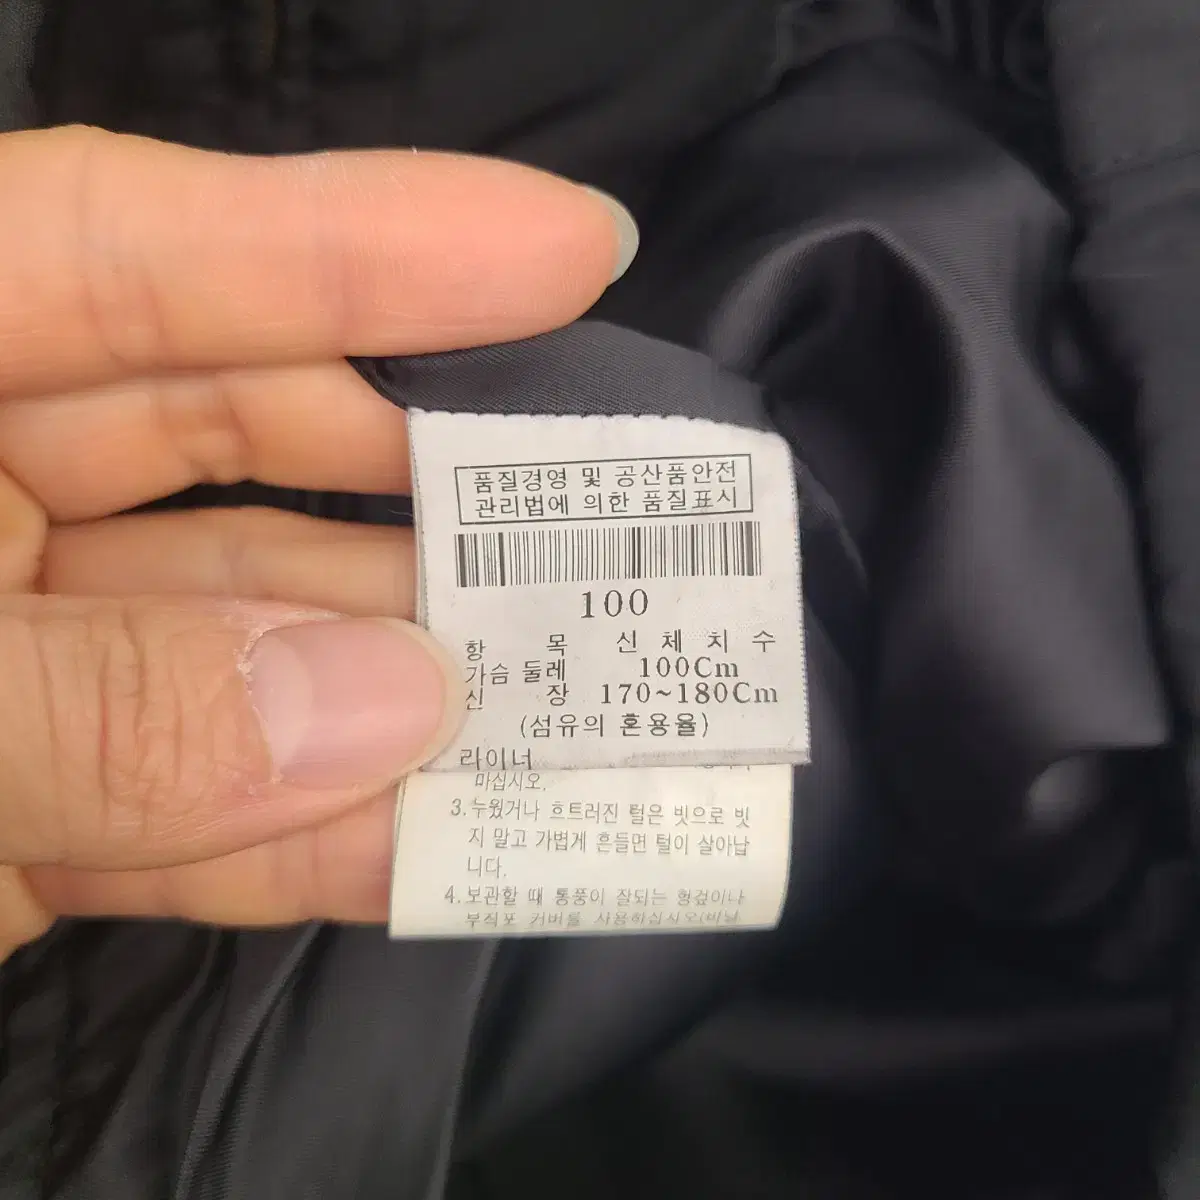 품질경영 및 공산품안전
관리법에 의한 품질표시
100
항 목 신 체 치 수
가슴 둘레 100Cm
신 장 170~180Cm
(섬유의 혼용율)
라이너
마십시오.
3. 누웠거나 흐트러진 털은 빗으로 빗
지 말고 가볍게 흔들면 털이 살아납
니다.
4. 보관할 때 통풍이 잘되는 헝겊이나
부직포 커버를 사용하십시오(비닐